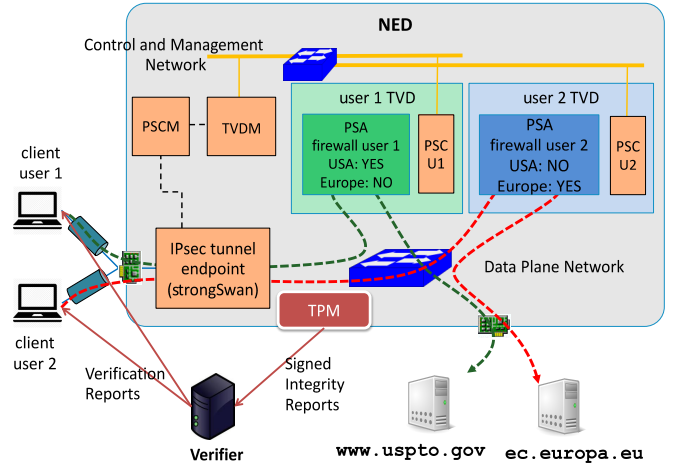 NED
Control and Management
Network
user 1 TVD
user 2 TVD
PSCM
TVDM
PSA
firewall user 1
USA: YES
Europe: NO
PSC
U1
PSA
firewall user 2
USA: NO
Europe: YES
PSC
U2
client
user 1
IPsec tunnel
endpoint
(strongSwan)
Data Plane Network
TPM
client
user 2
Verification
Reports
Signed
Integrity
Reports
Verifier
www.uspto.gov
ec.europa.eu